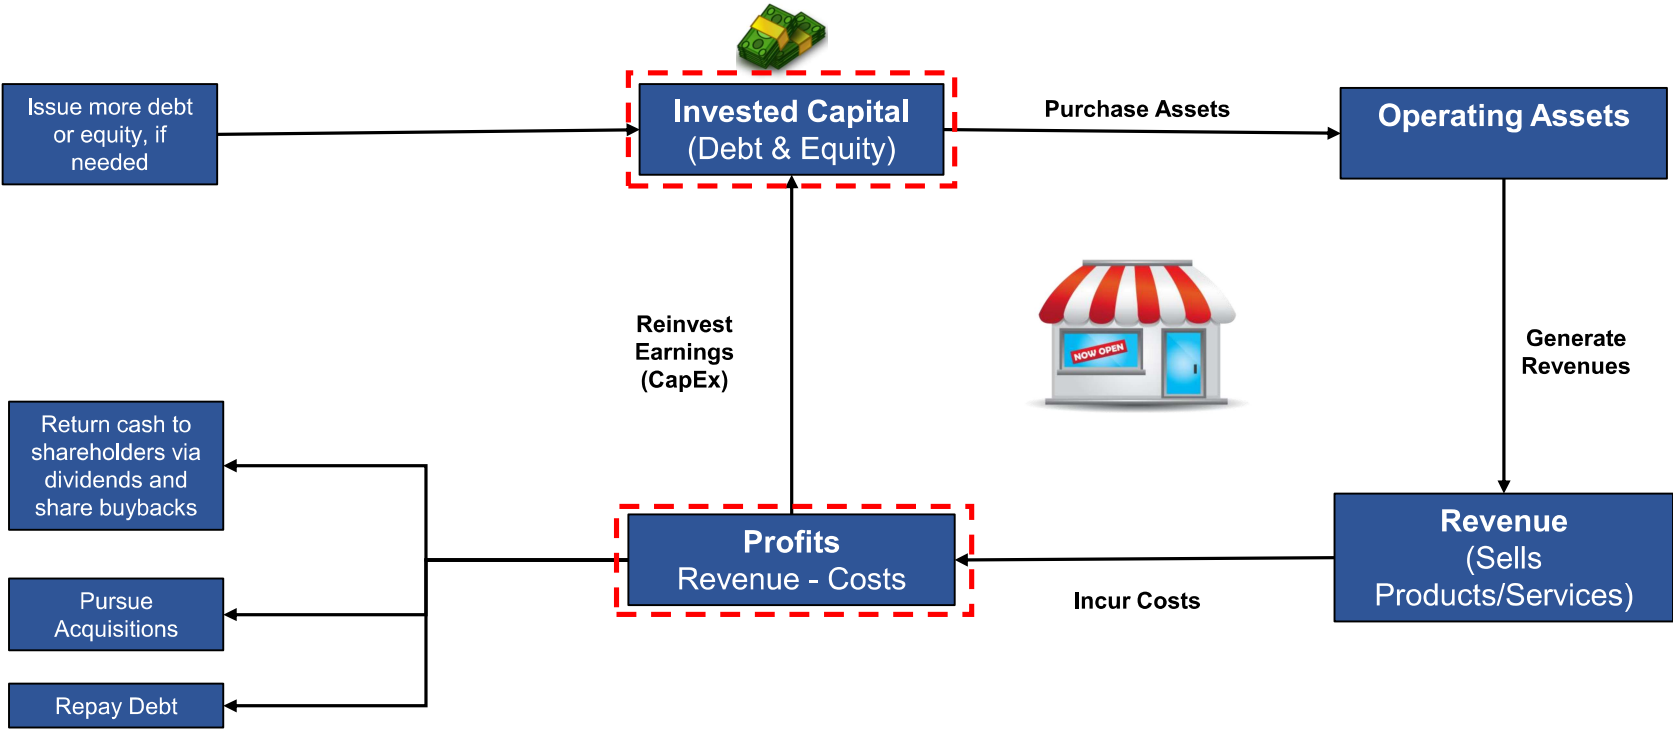 Issue more debt
or equity, if
needed
Invested Capital
(Debt & Equity)
Purchase Assets
Operating Assets
Reinvest
Earnings
(CapEx)
NOW OPEN
Generate
Revenues
Return cash to
shareholders via
dividends and
share buybacks
Profits
Revenue - Costs
Incur Costs
Revenue
(Sells
Products/Services)
Pursue
Acquisitions
Repay Debt